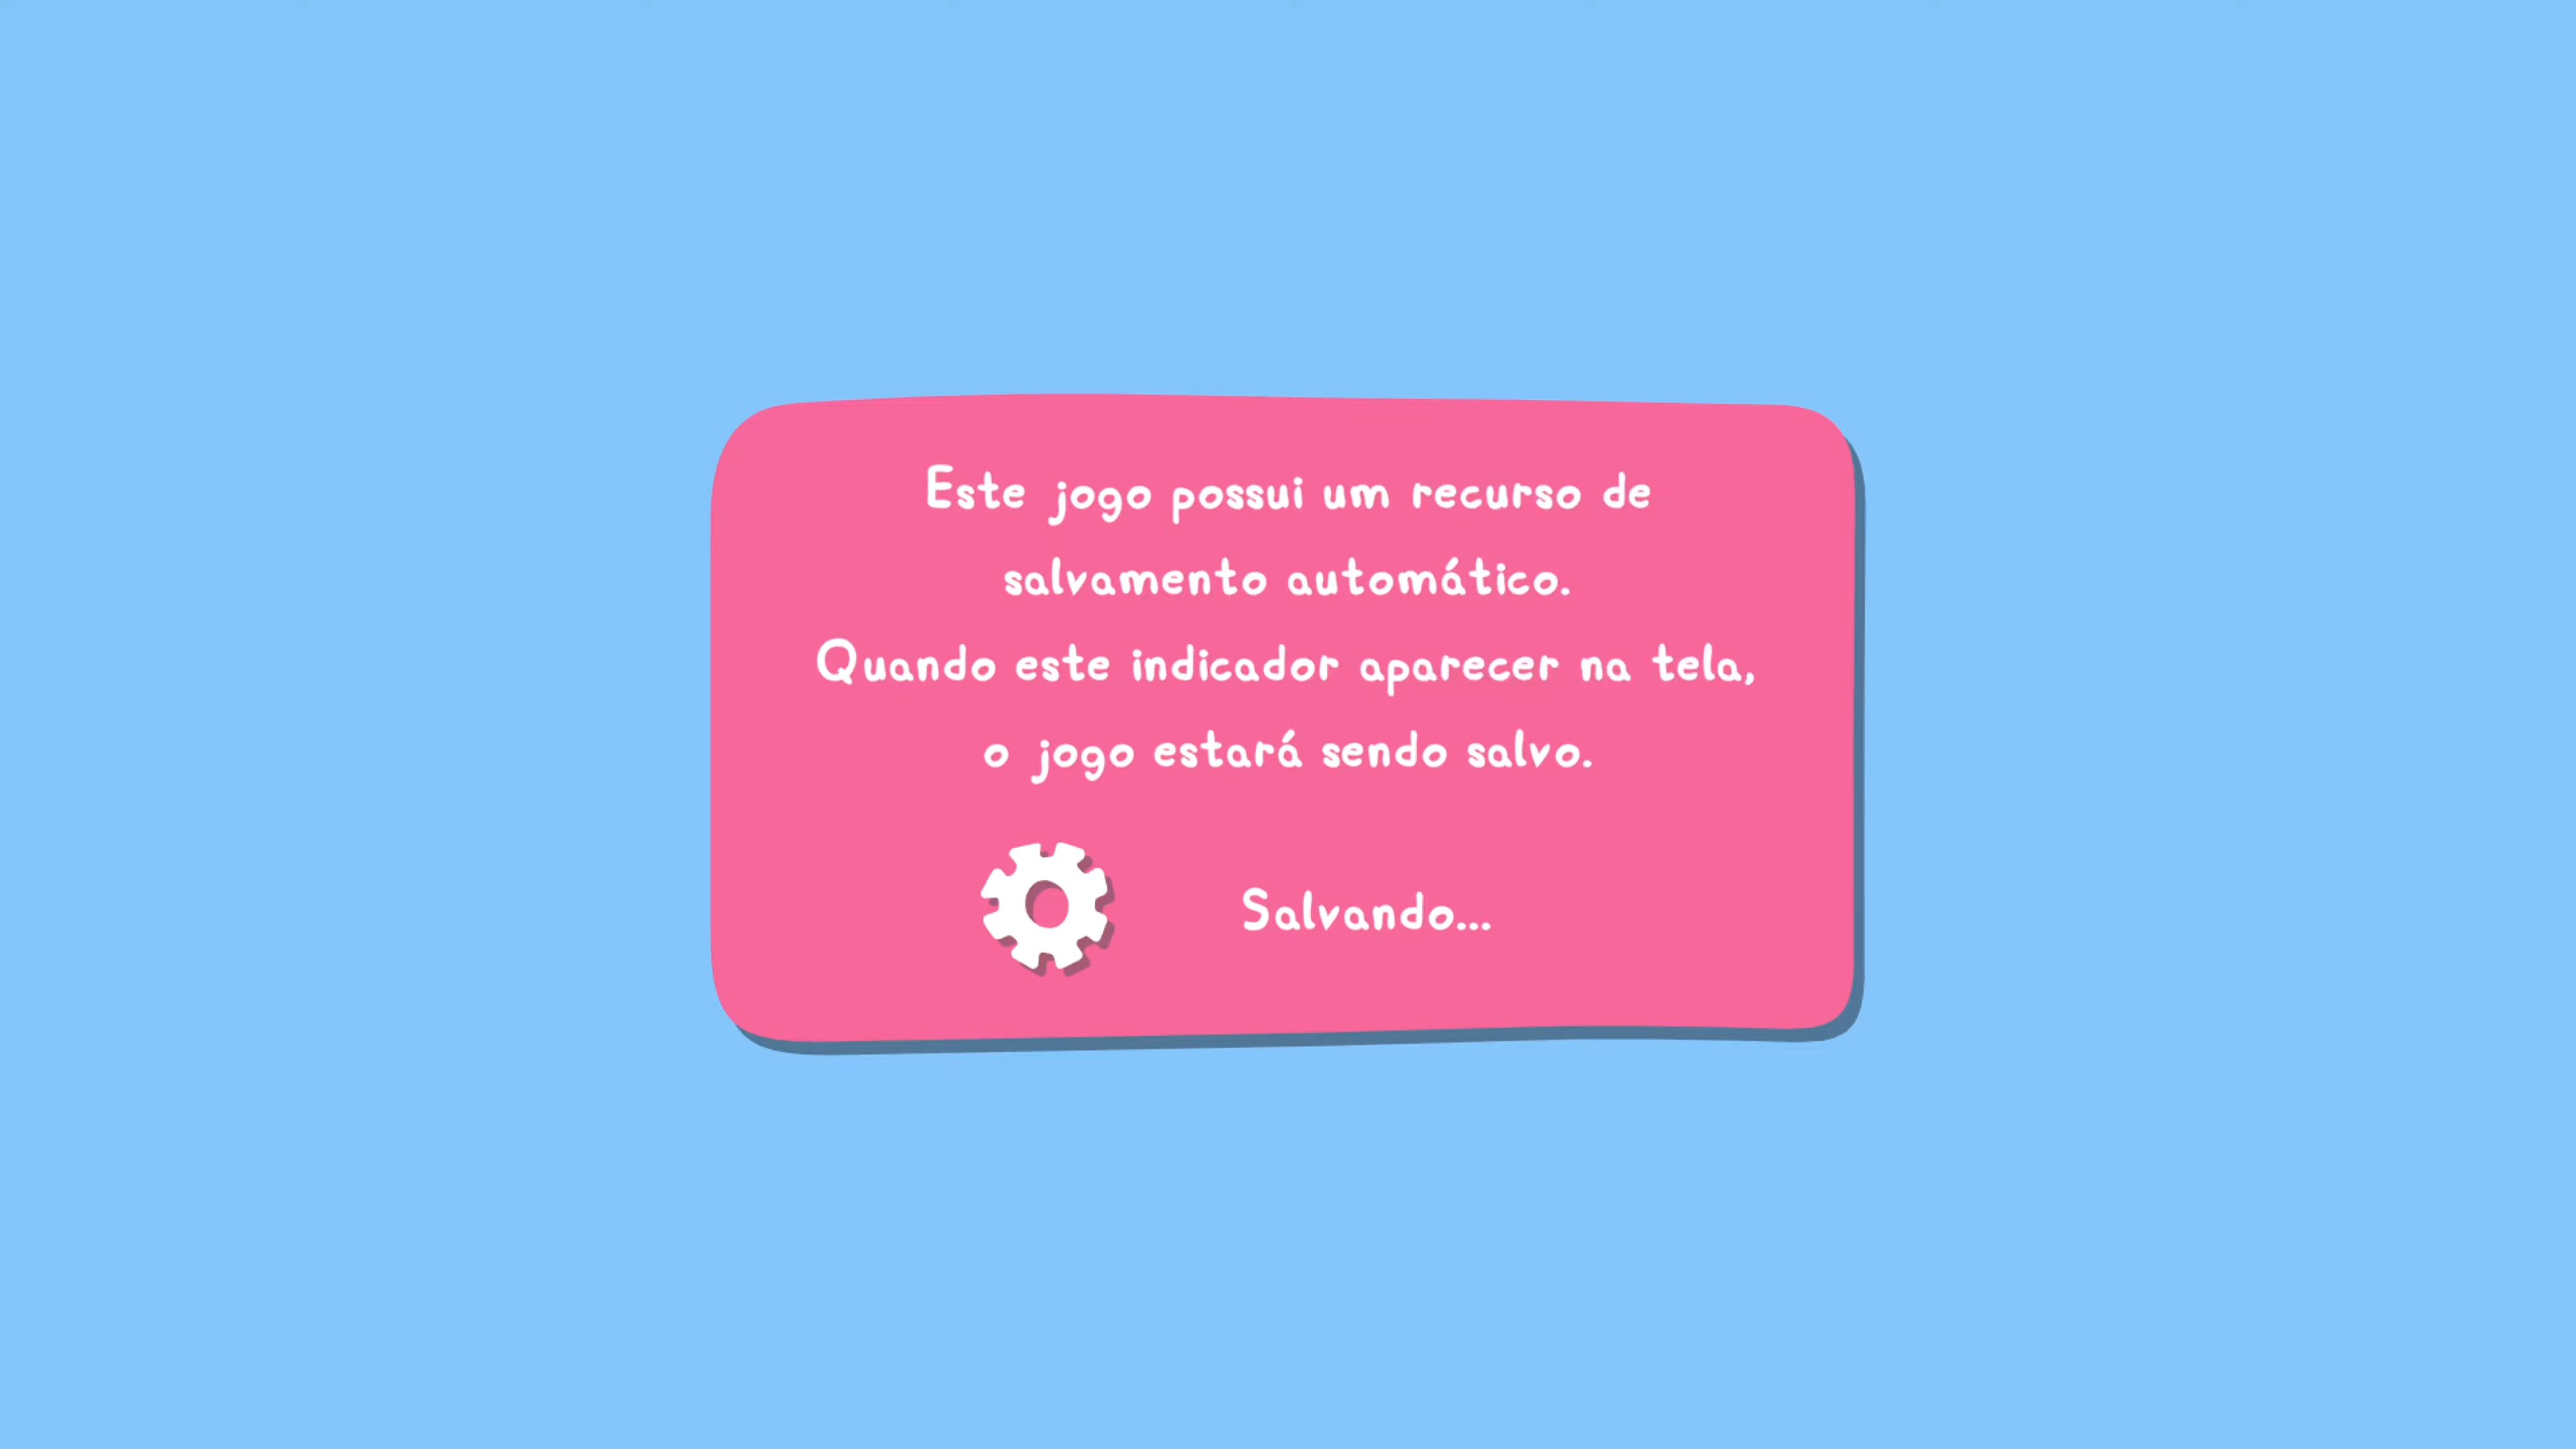 Este jogo possui um recurso de
salvamento automático.
Quando este indicador aparecer na tela,
o jogo estará sendo salvo.
Salvando...